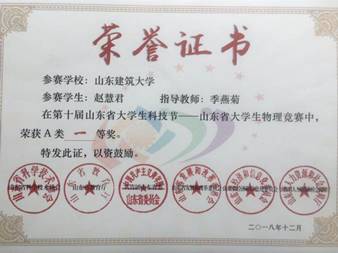 荣誉证书
参赛学校：山东建筑大学
参赛学生：赵慧君 指导教师：季燕菊
在第十届山东省大学生科技节——山东省大学生物理竞赛中，
荣获A类一等奖。
特发此证，以资鼓励。
二〇一八年十二月